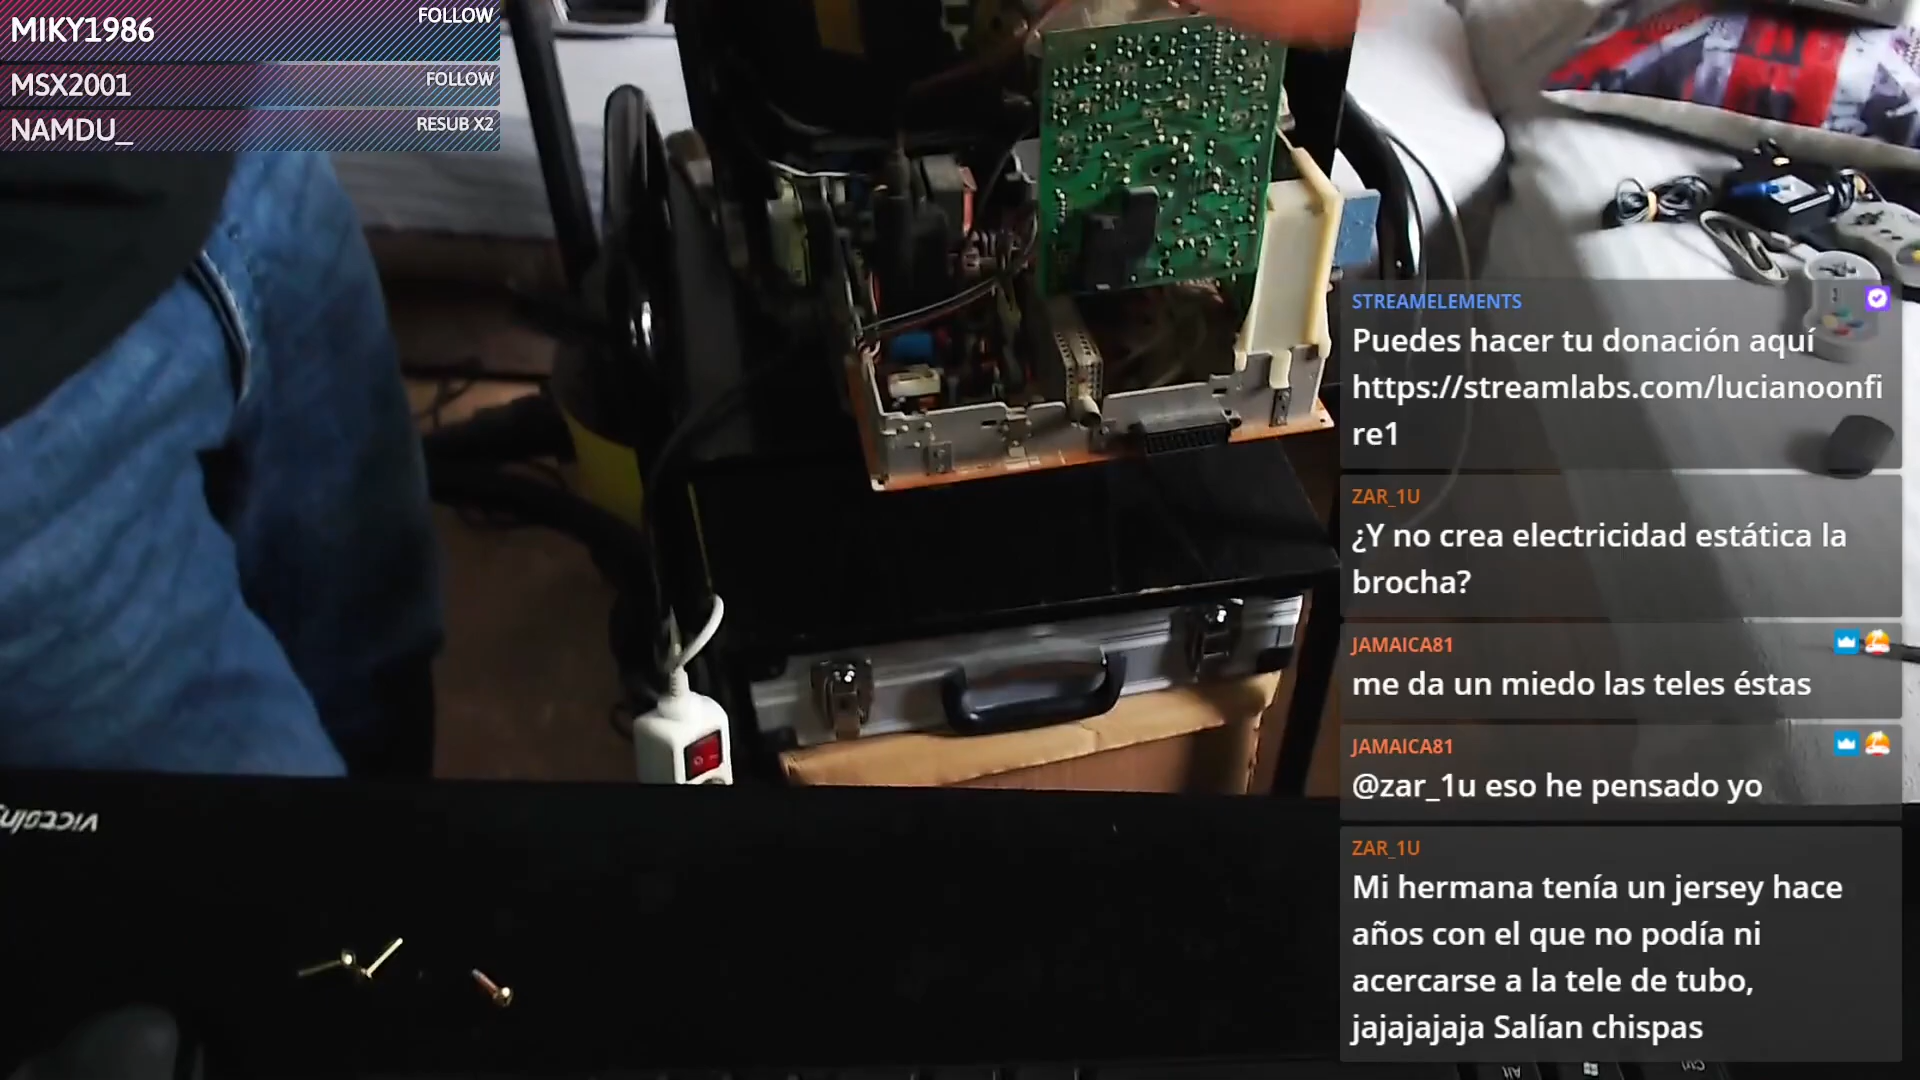 MIKY1986
FOLLOW
MSX2001
FOLLOW
NAMDU_
RESUB X2
STREAMELEMENTS
Puedes hacer tu donación aquí
https://streamlabs.com/lucianoonfi
re1
ZAR_1U
¿Y no crea electricidad estática la
brocha?
JAMAICA81
me da un miedo las teles éstas
JAMAICA81
@zar_1u eso he pensado yo
ZAR_1U
Mi hermana tenía un jersey hace
años con el que no podía ni
acercarse a la tele de tubo,
jajajajaja Salían chispas
Alt
Ctrl